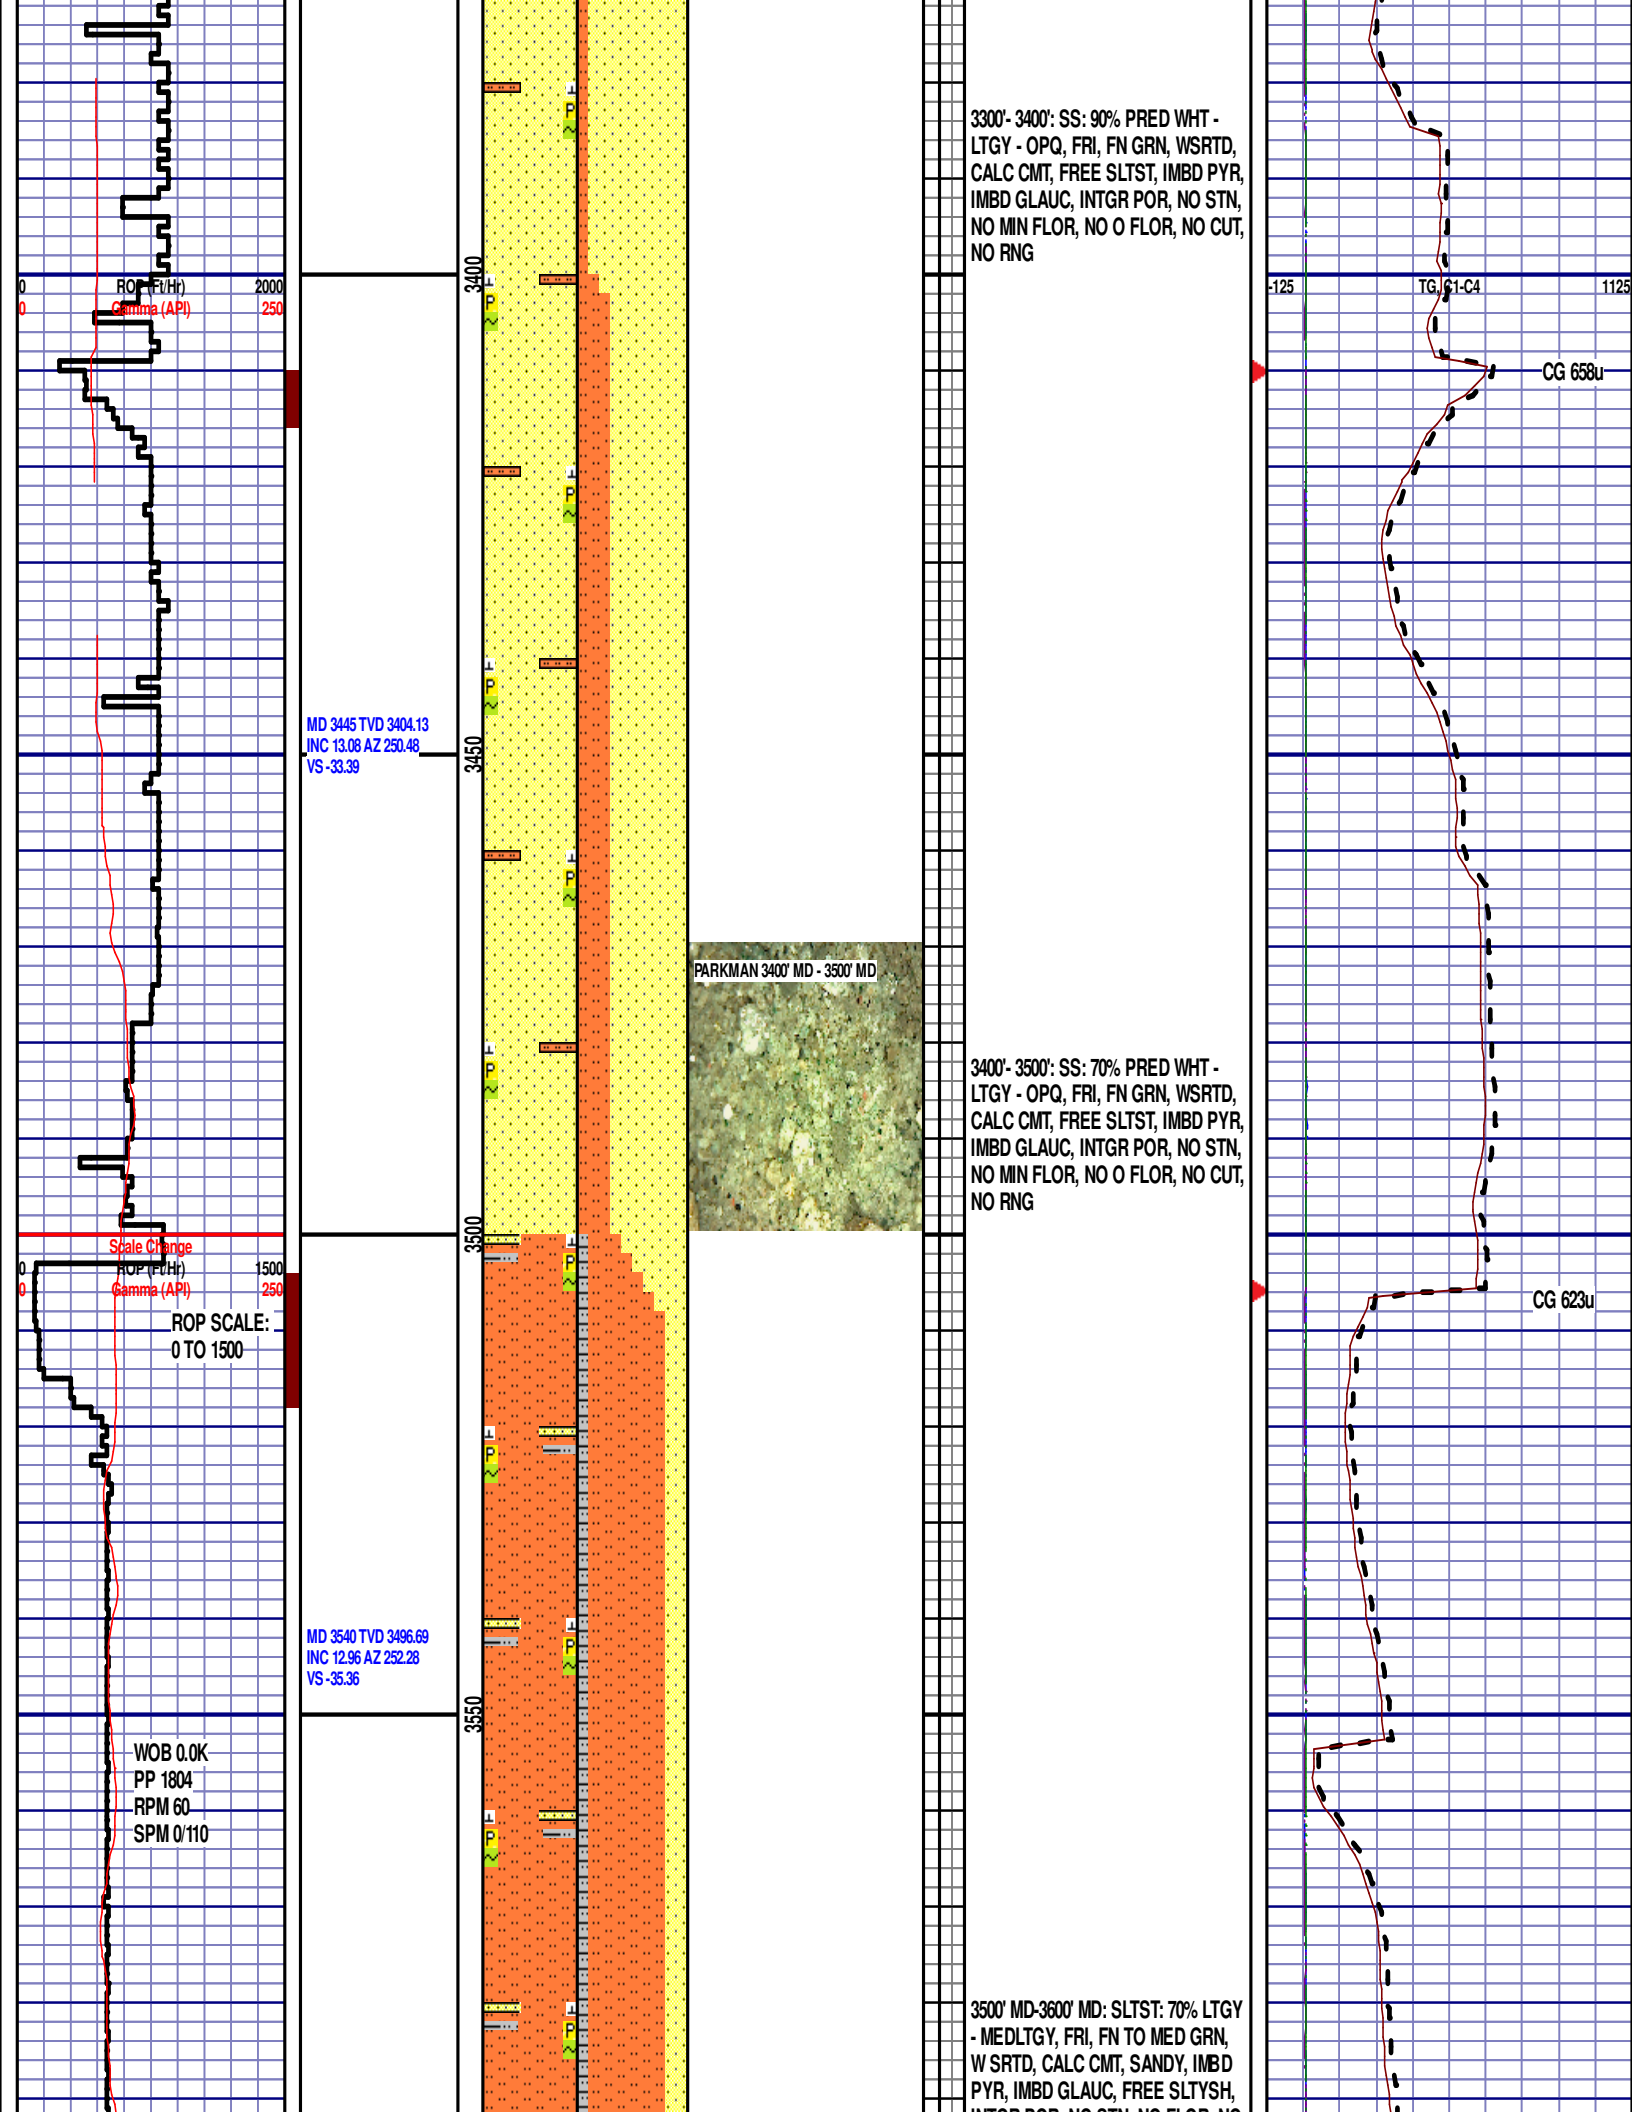 3300'- 3400': SS: 90% PRED WHT -
LTGY - OPQ, FRI, FN GRN, WSRTD,
CALC CMT, FREE SLTST, IMBD PYR,
IMBD GLAUC, INTGR POR, NO STN,
NO MIN FLOR, NO O FLOR, NO CUT,
NO RNG
3400
0 ROP (Ft/Hr) 2000
0 Gamma (API) 250
-125 TG, C1-C4 1125
CG 658u
MD 3445 TVD 3404.13
INC 13.08 AZ 250.48
VS -33.39
3450
PARKMAN 3400' MD - 3500' MD
3400'- 3500': SS: 70% PRED WHT -
LTGY - OPQ, FRI, FN GRN, WSRTD,
CALC CMT, FREE SLTST, IMBD PYR,
IMBD GLAUC, INTGR POR, NO STN,
NO MIN FLOR, NO O FLOR, NO CUT,
NO RNG
3500
Scale Change
0 ROP (Ft/Hr) 1500
0 Gamma (API) 250
ROP SCALE:
0 TO 1500
CG 623u
MD 3540 TVD 3496.69
INC 12.96 AZ 252.28
VS -35.36
3550
WOB 0.0K
PP 1804
RPM 60
SPM 0/110
3500' MD-3600' MD: SLTST: 70% LTGY
- MEDLTGY, FRI, FN TO MED GRN,
W SRTD, CALC CMT, SANDY, IMBD
PYR, IMBD GLAUC, FREE SLTYSH,
INTGR POR, NO STN, NO FLOR, NO
P
P
P
P
P
P
P
P
P
P
P